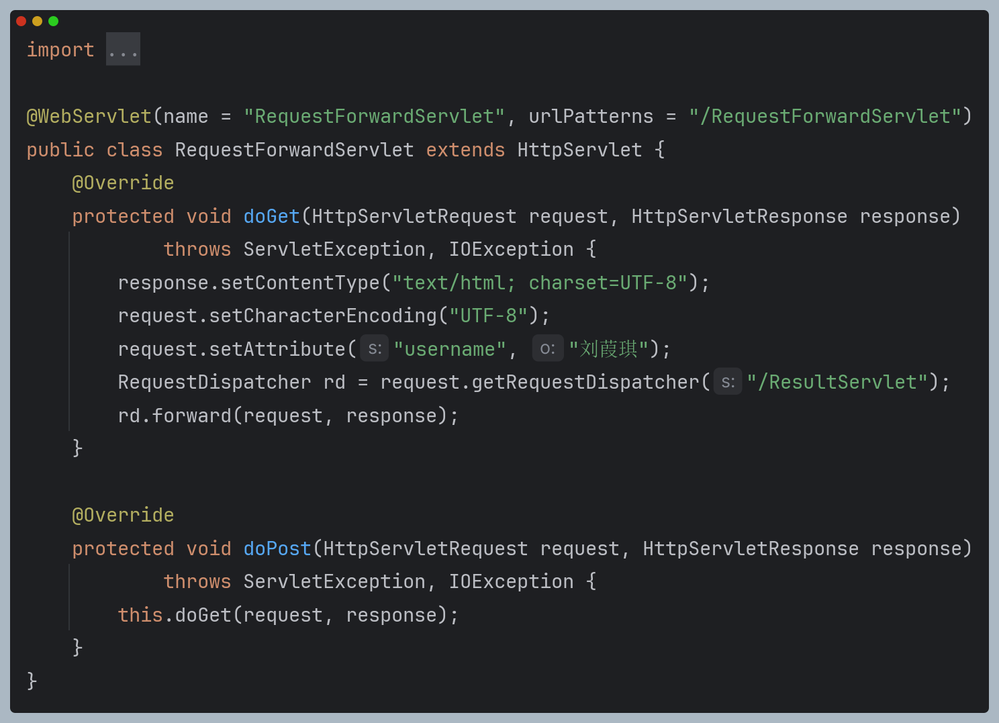 import ...
@WebServlet(name = "RequestForwardServlet", urlPatterns = "/RequestForwardServlet")
public class RequestForwardServlet extends HttpServlet {
    @Override
    protected void doGet(HttpServletRequest request, HttpServletResponse response)
            throws ServletException, IOException {
        response.setContentType("text/html; charset=UTF-8");
        request.setCharacterEncoding("UTF-8");
        request.setAttribute( s: "username", o: "刘葭琪");
        RequestDispatcher rd = request.getRequestDispatcher( s: "/ResultServlet");
        rd.forward(request, response);
    }
    @Override
    protected void doPost(HttpServletRequest request, HttpServletResponse response)
            throws ServletException, IOException {
        this.doGet(request, response);
    }
}